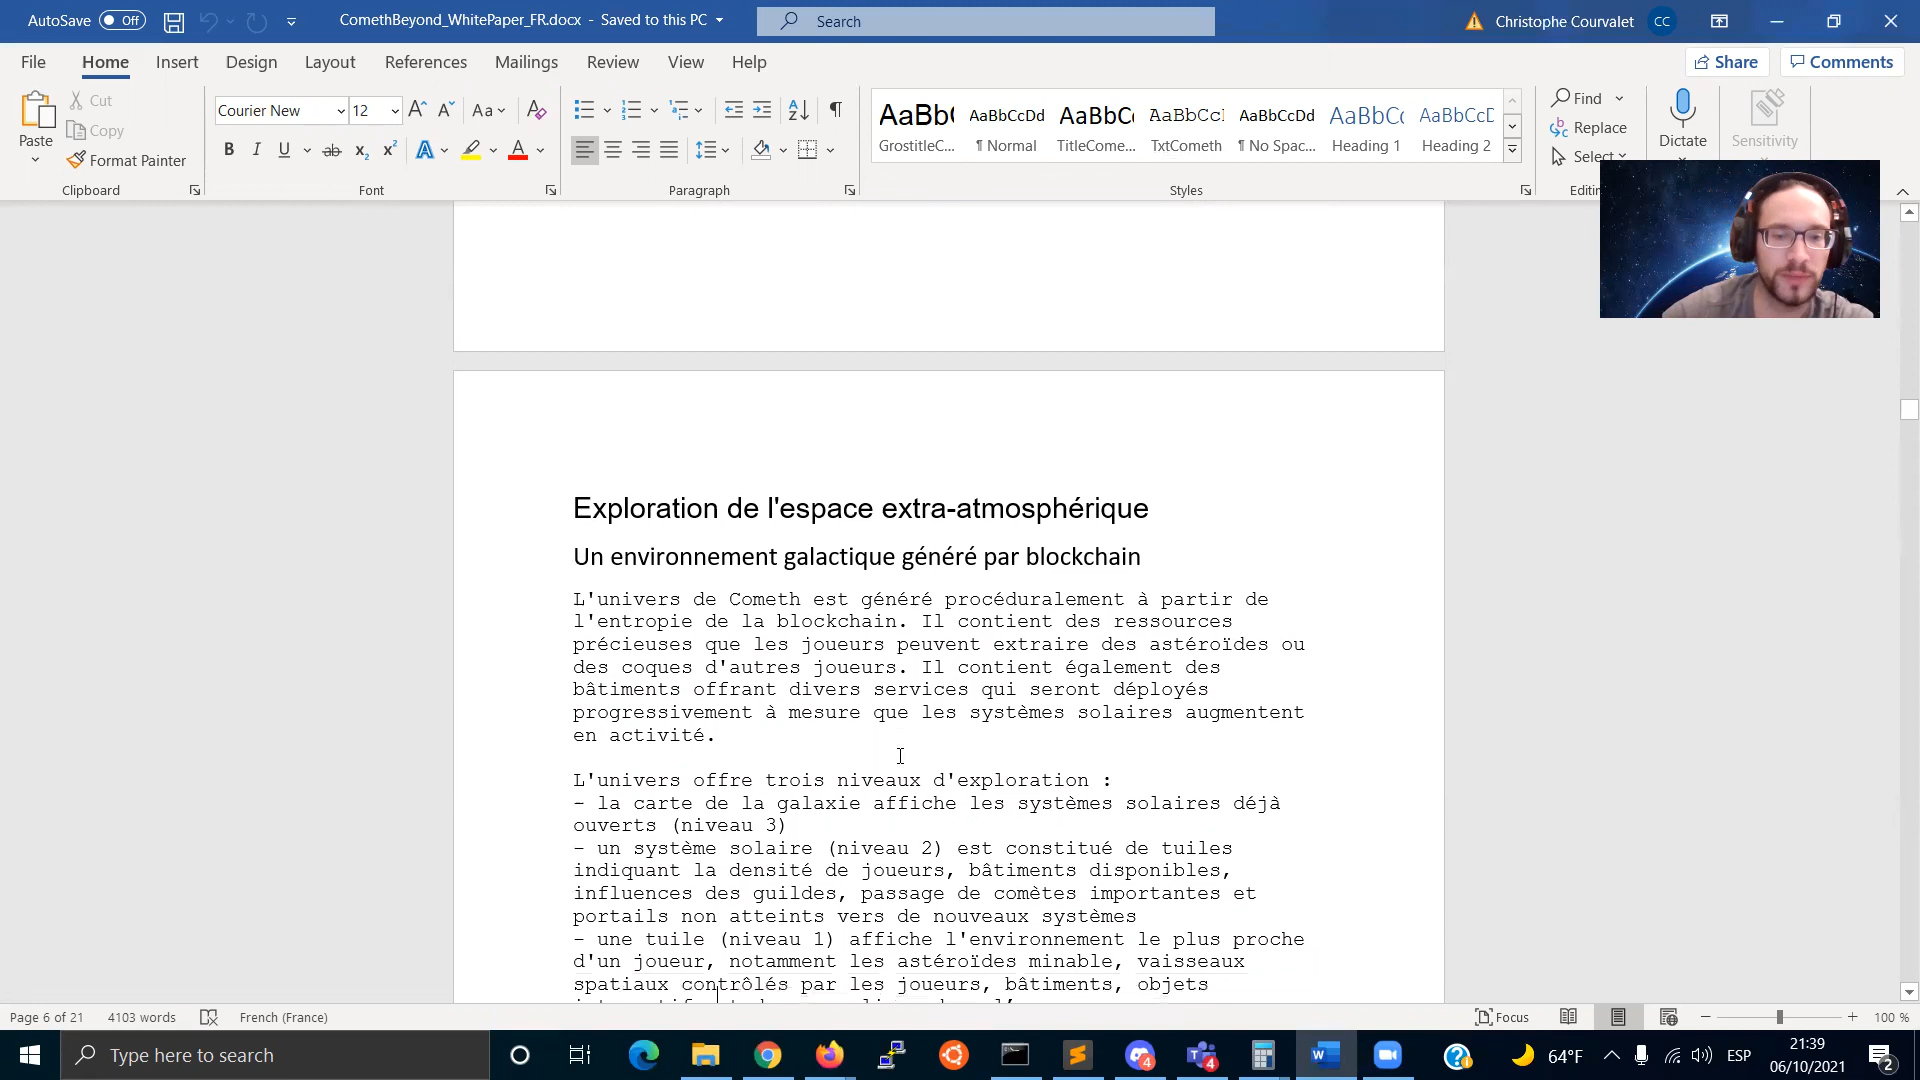 AutoSave Off ComethBeyond_WhitePaper_FR.docx - Saved to this PC Search Christophe Courvalet CC
File Home Insert Design Layout References Mailings Review View Help Share Comments
Paste Cut Copy Format Painter
Courier New 12
AaBb( AaBbCcDd AaBbC( AaBbCcI AaBbCcDd AaBbC( AaBbCcE
GrostitleC... ¶ Normal TitleCome... TxtCometh ¶ No Spac... Heading 1 Heading 2
Find Replace Select Dictate Sensitivity
Clipboard Font Paragraph Styles
Exploration de l'espace extra-atmosphérique
Un environnement galactique généré par blockchain
L'univers de Cometh est généré procéduralement à partir de
l'entropie de la blockchain. Il contient des ressources
précieuses que les joueurs peuvent extraire des astéroïdes ou
des coques d'autres joueurs. Il contient également des
bâtiments offrant divers services qui seront déployés
progressivement à mesure que les systèmes solaires augmentent
en activité.
L'univers offre trois niveaux d'exploration :
- la carte de la galaxie affiche les systèmes solaires déjà
ouverts (niveau 3)
- un système solaire (niveau 2) est constitué de tuiles
indiquant la densité de joueurs, bâtiments disponibles,
influences des guildes, passage de comètes importantes et
portails non atteints vers de nouveaux systèmes
- une tuile (niveau 1) affiche l'environnement le plus proche
d'un joueur, notamment les astéroïdes minable, vaisseaux
spatiaux contrôlés par les joueurs, bâtiments, objets
Page 6 of 21 4103 words French (France) Focus 100 %
Type here to search 64°F ESP 21:39
06/10/2021 2